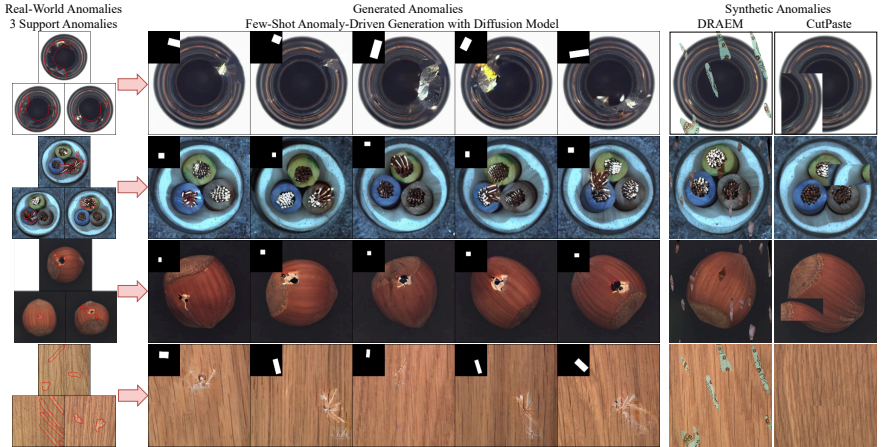 Real-World Anomalies
3 Support Anomalies
Generated Anomalies
Few-Shot Anomaly-Driven Generation with Diffusion Model
Synthetic Anomalies
DRAEM
CutPaste